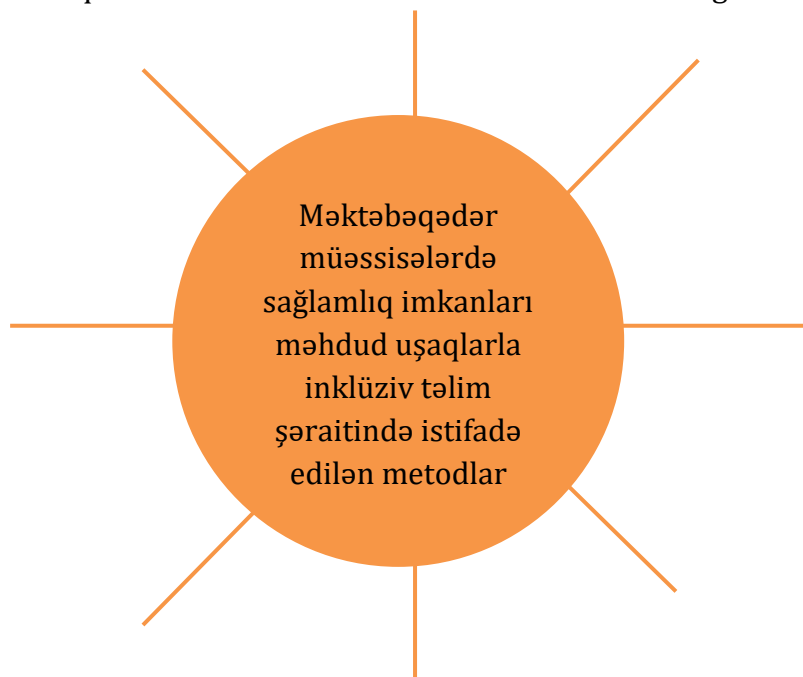 Məktəbəqədər
müəssisələrdə
sağlamlıq imkanları
məhdud uşaqlarla
inklüziv təlim
şəraitində istifadə
edilən metodlar